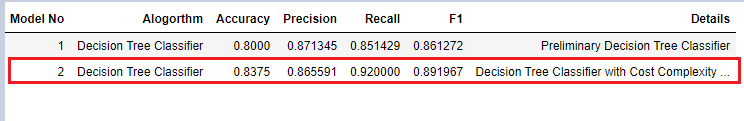 Model No Alogorthm Accuracy Precision Recall F1 Details
1 Decision Tree Classifier 0.8000 0.871345 0.851429 0.861272 Preliminary Decision Tree Classifier
2 Decision Tree Classifier 0.8375 0.865591 0.920000 0.891967 Decision Tree Classifier with Cost Complexity ...